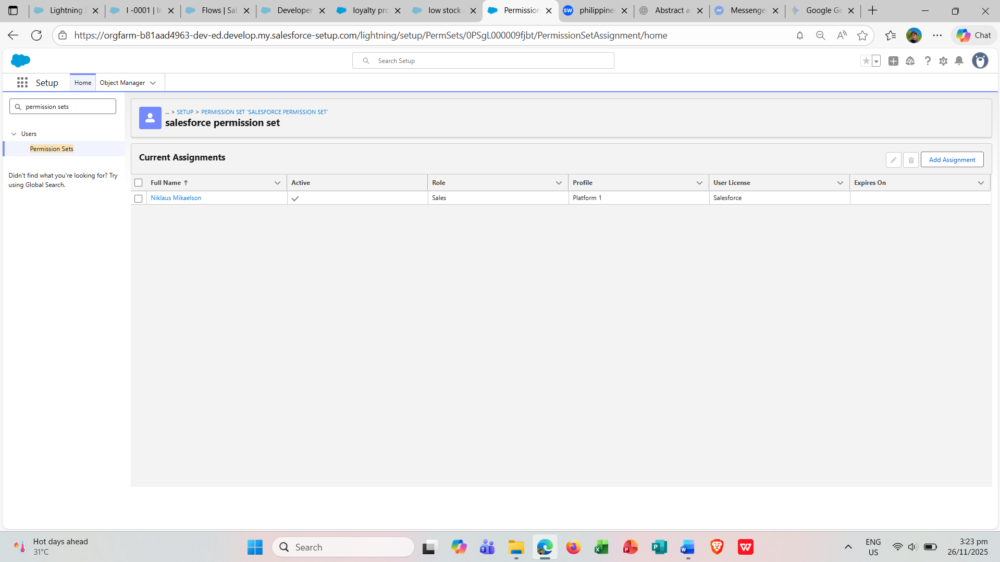 Lightning
I -0001 | In
Flows | Sal
Developer
loyalty pro
low stock a
Permission
philippines
Abstract a
Messenge
Google Ge
https://orgfarm-b81aad4963-dev-ed.develop.my.salesforce-setup.com/lightning/setup/PermSets/0PSgL000009fjbt/PermissionSetAssignment/home
Chat
Search Setup
Setup
Home
Object Manager
permission sets
Users
Permission Sets
Didn't find what you're looking for? Try
using Global Search.
... > SETUP > PERMISSION SET 'SALESFORCE PERMISSION SET'
salesforce permission set
Current Assignments
Add Assignment
Full Name
Active
Role
Profile
User License
Expires On
Niklaus Mikaelson
Sales
Platform 1
Salesforce
Hot days ahead
31°C
Search
ENG
US
3:23 pm
26/11/2025